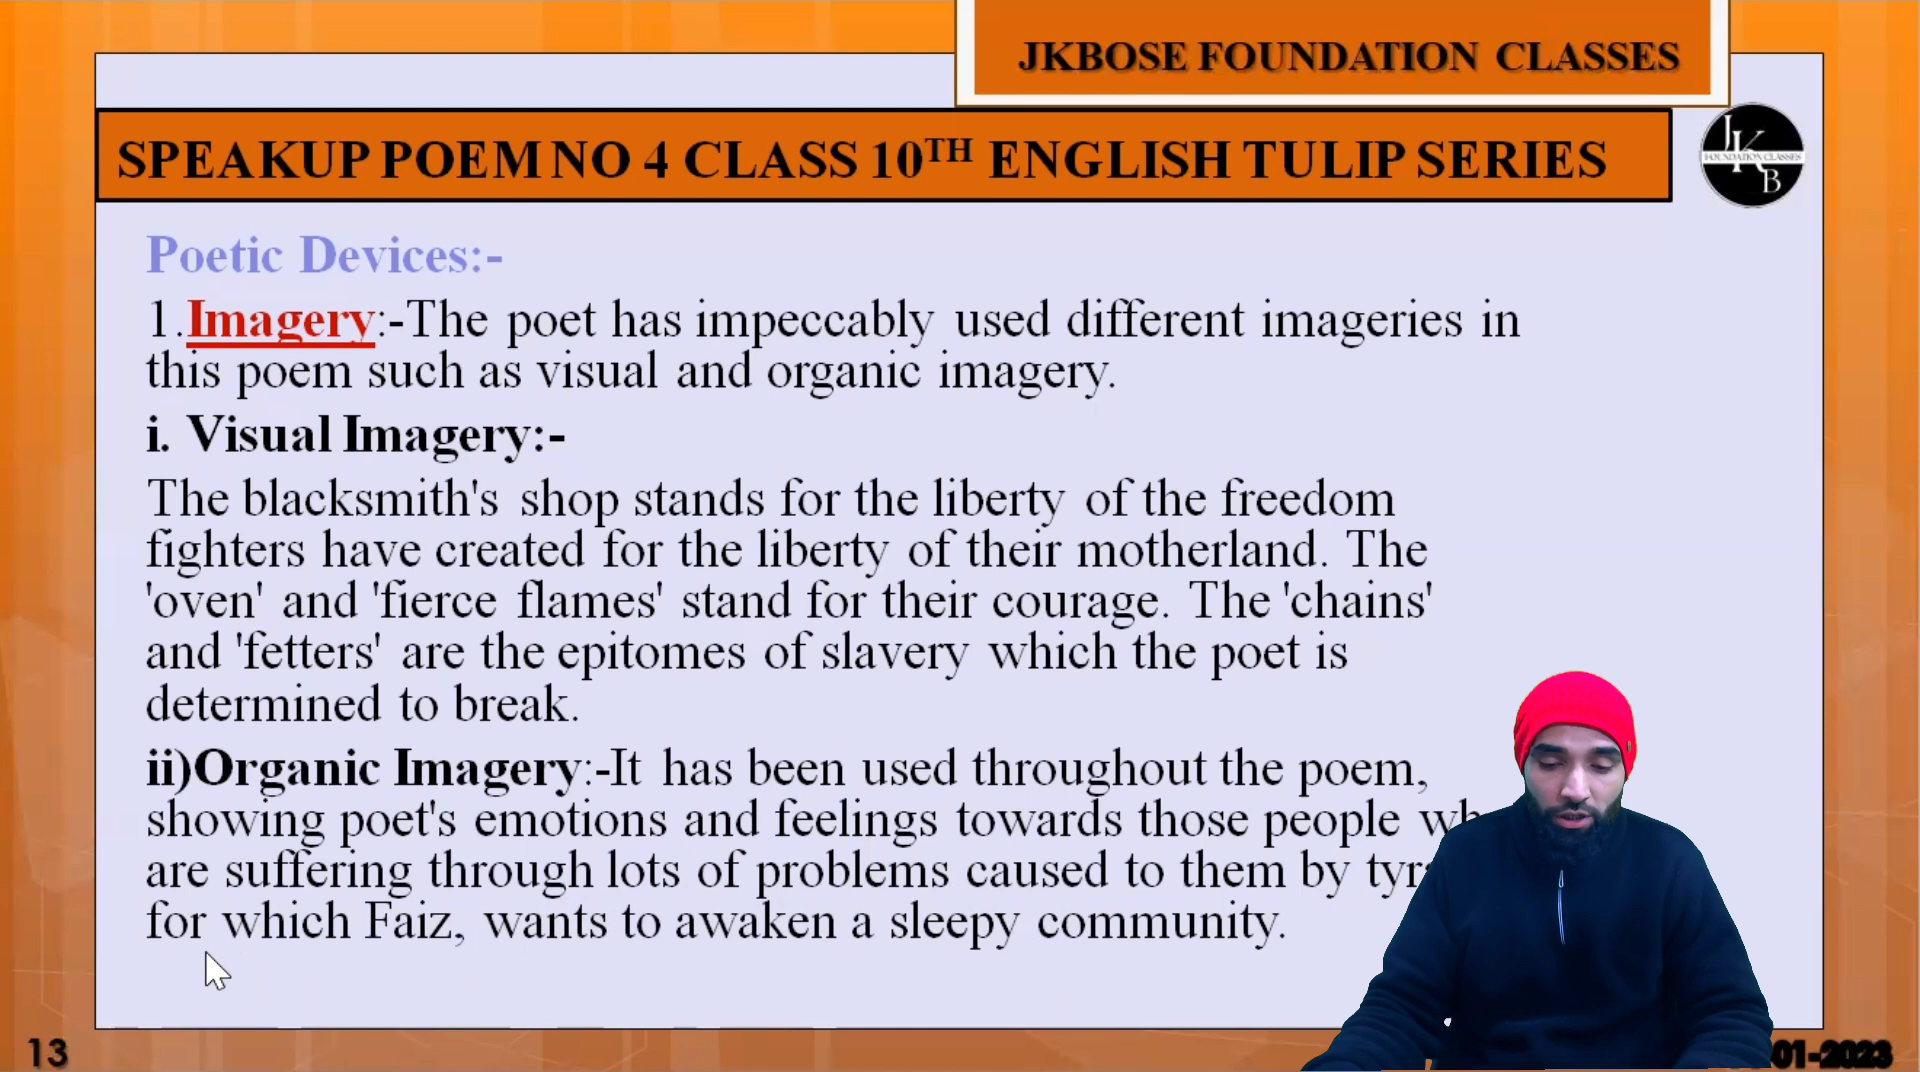 JKBOSE FOUNDATION CLASSES
SPEAKUP POEM NO 4 CLASS 10TH ENGLISH TULIP SERIES
JK
FOUNDATION CLASSES
B
Poetic Devices:-
1.Imagery:-The poet has impeccably used different imageries in
this poem such as visual and organic imagery.
i. Visual Imagery:-
The blacksmith's shop stands for the liberty of the freedom
fighters have created for the liberty of their motherland. The
'oven' and 'fierce flames' stand for their courage. The 'chains'
and 'fetters' are the epitomes of slavery which the poet is
determined to break.
ii)Organic Imagery:-It has been used throughout the poem,
showing poet's emotions and feelings towards those people
are suffering through lots of problems caused to them by
for which Faiz, wants to awaken a sleepy community.
13
01-2023